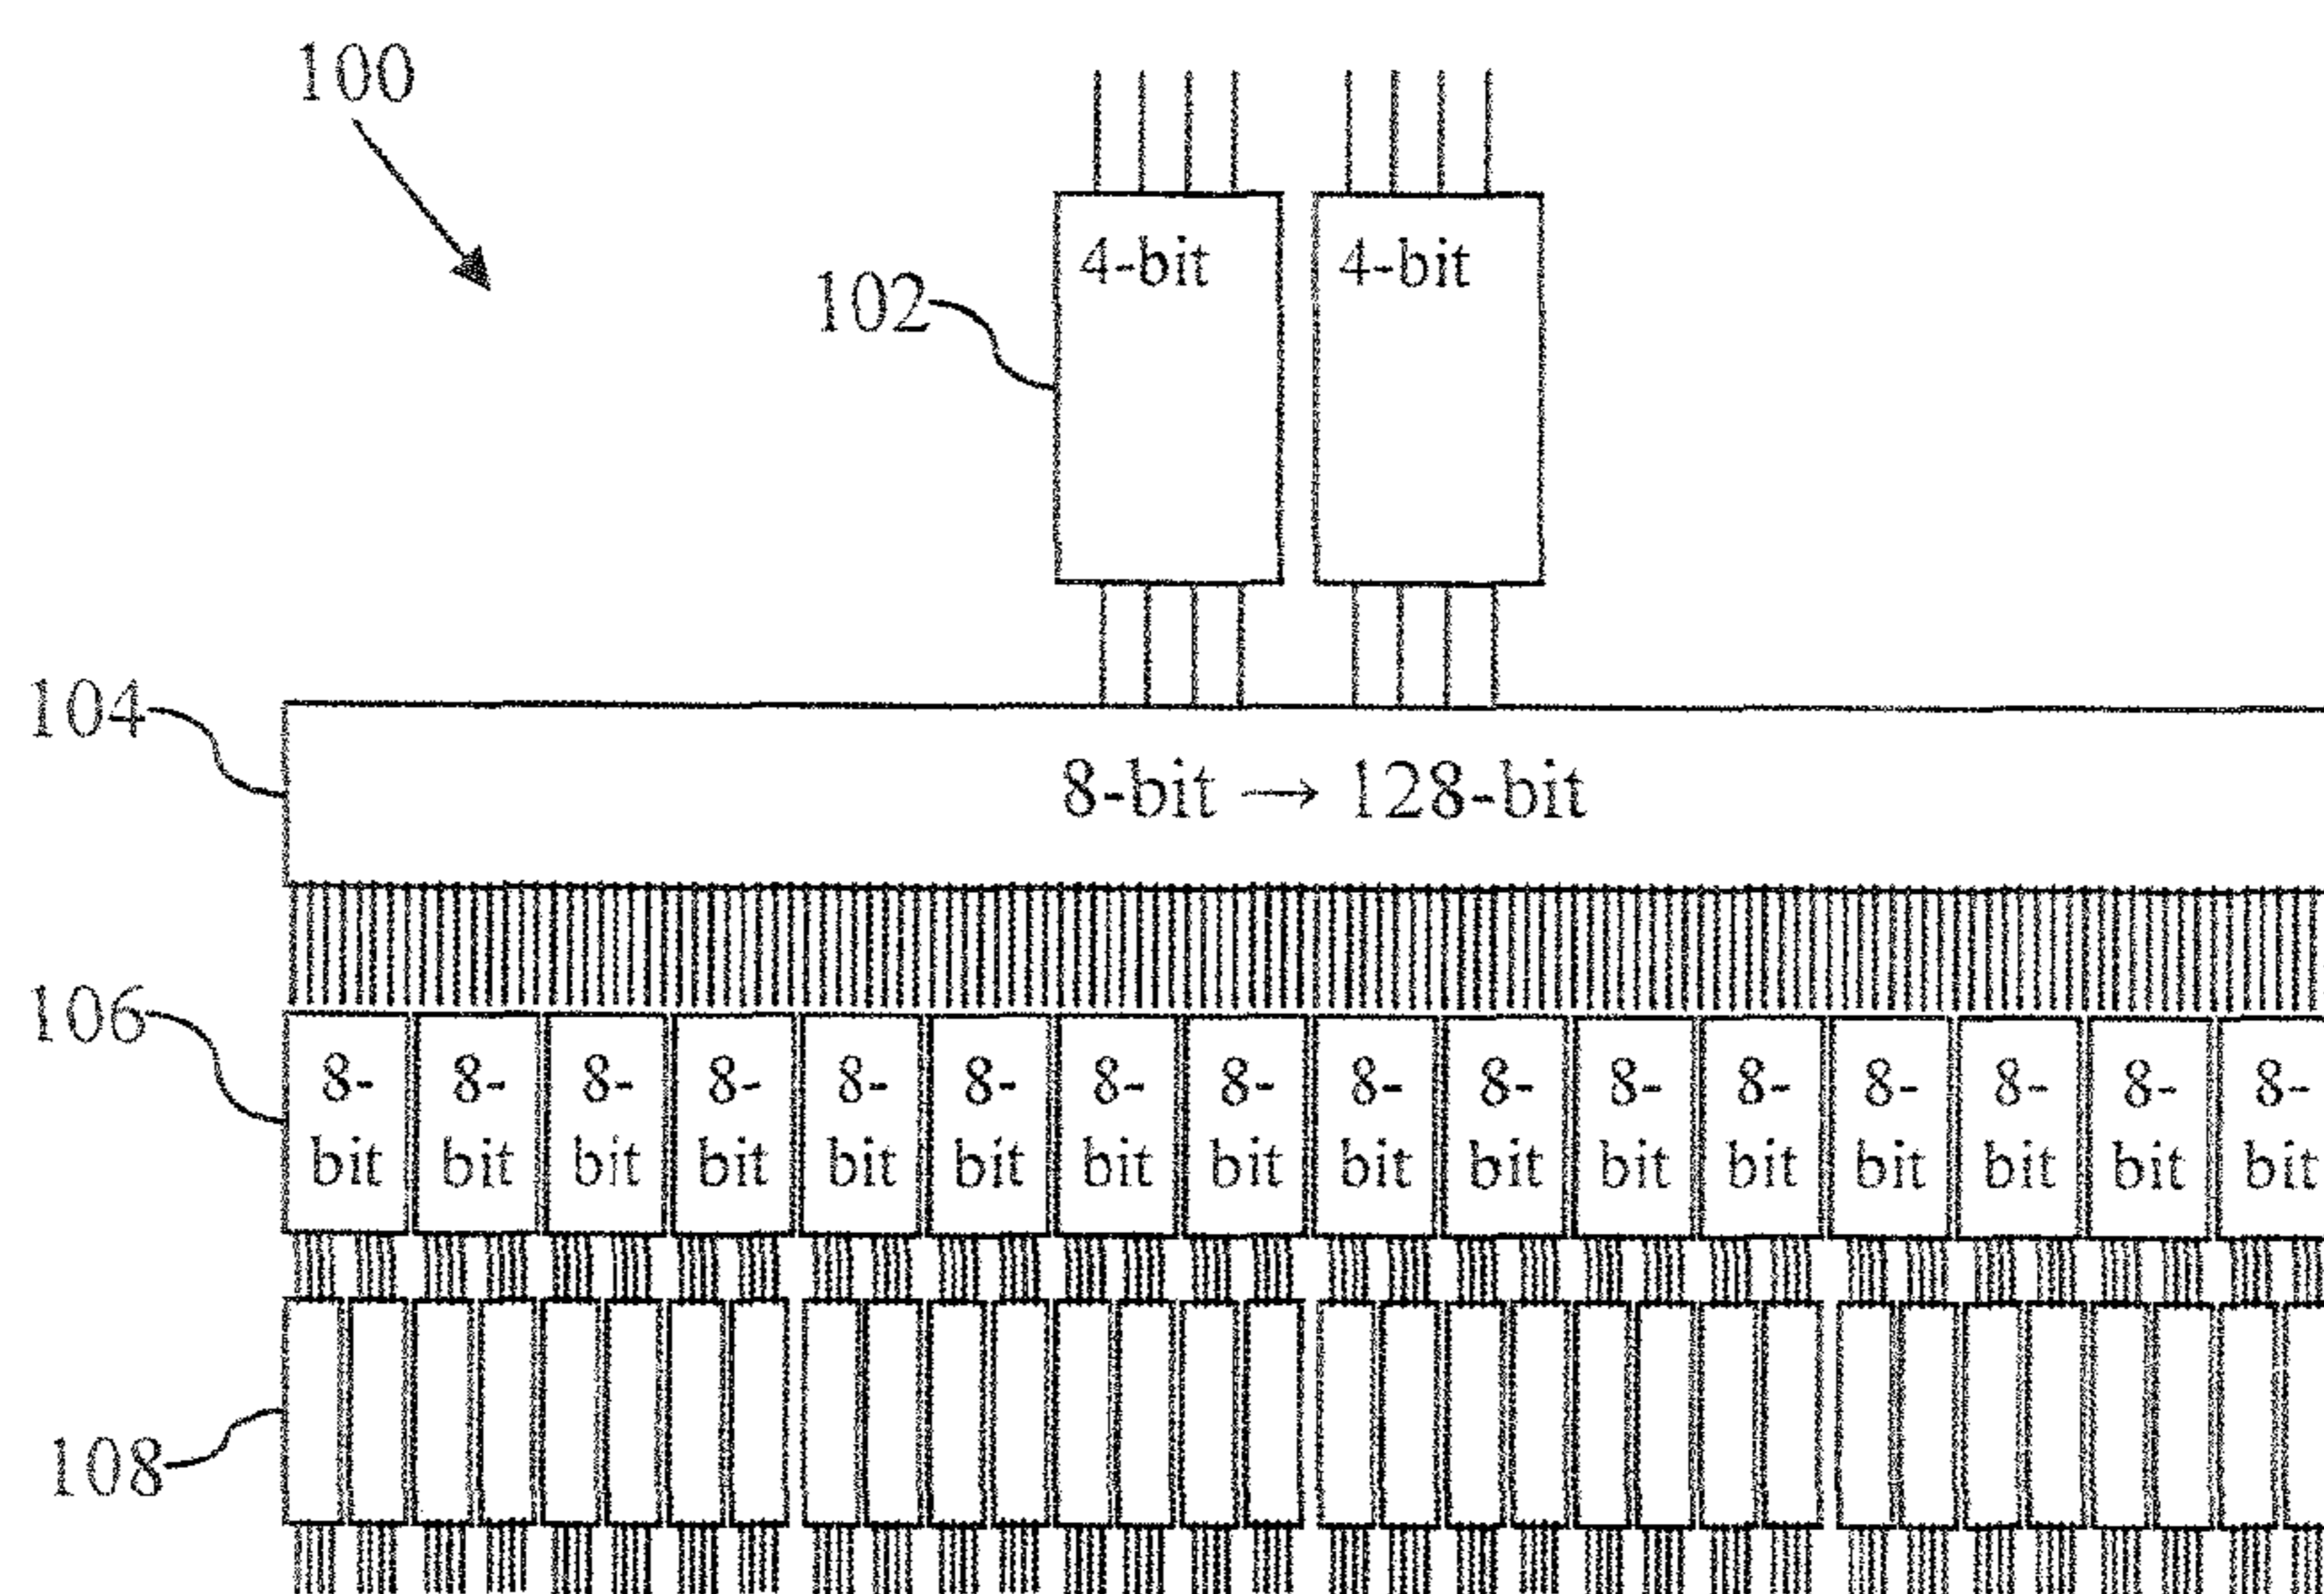 100
102
4-bit 4-bit
104
8-bit → 128-bit
106
8- 8- 8- 8- 8- 8- 8- 8- 8- 8- 8- 8- 8- 8- 8- 8-
bit bit bit bit bit bit bit bit bit bit bit bit bit bit bit bit
108